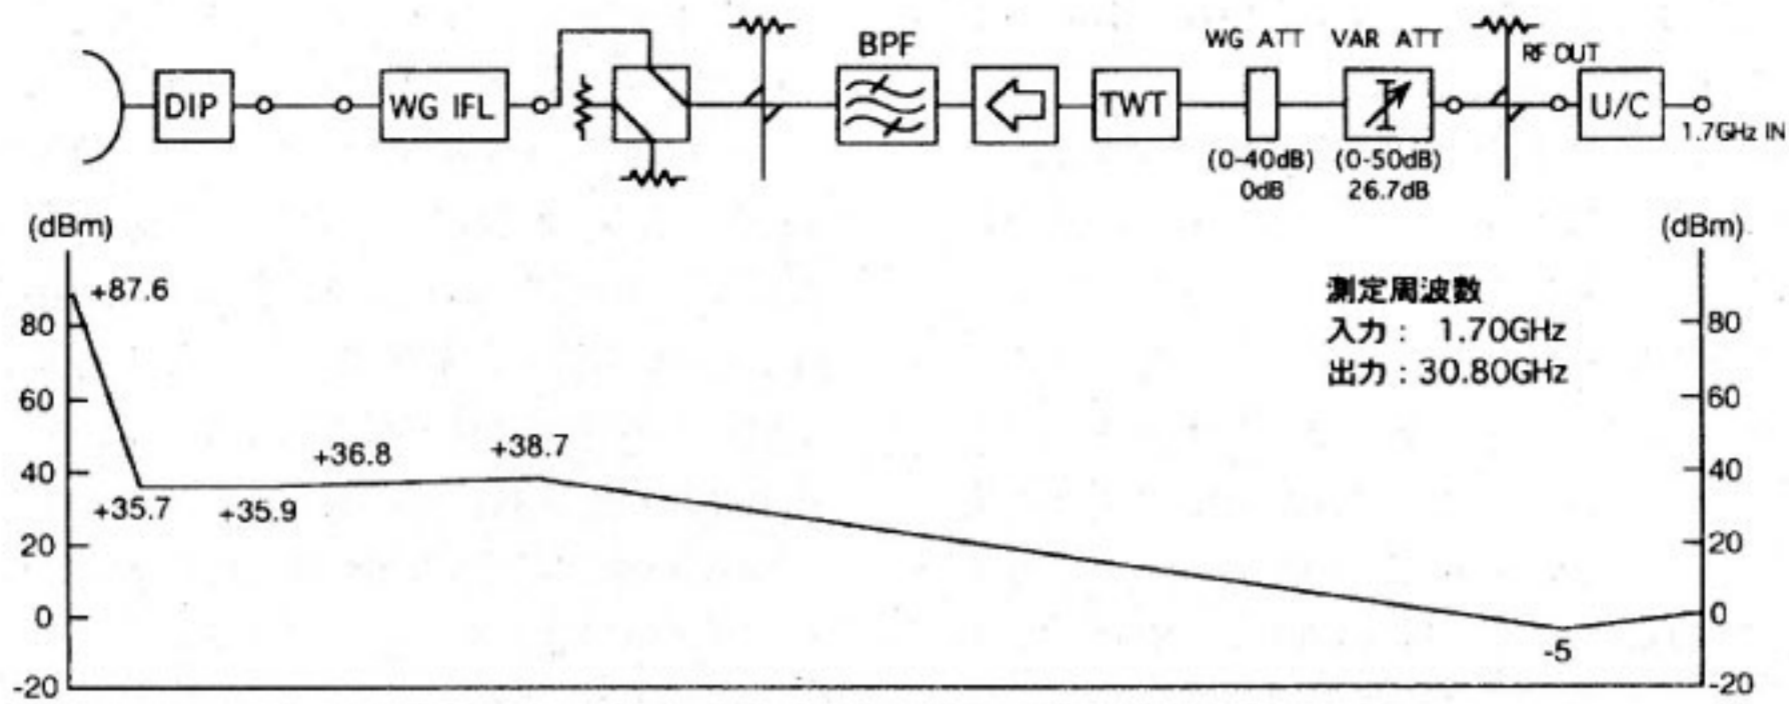 BPF
WG ATT
VAR ATT
RF OUT
DIP
WG IFL
TWT
U/C
1.7GHz IN
(0-40dB)
0dB
(0-50dB)
26.7dB
(dBm)
(dBm)
+87.6
80
60
40
20
0
-20
+35.7
+35.9
+36.8
+38.7
-5
測定周波数
入力: 1.70GHz
出力:30.80GHz
80
60
40
20
0
-20